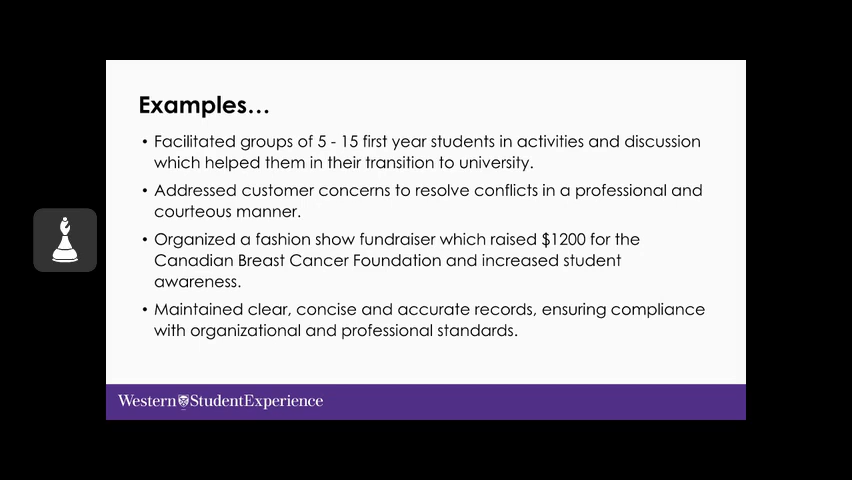 Examples…
• Facilitated groups of 5 - 15 first year students in activities and discussion
which helped them in their transition to university.
• Addressed customer concerns to resolve conflicts in a professional and
courteous manner.
• Organized a fashion show fundraiser which raised $1200 for the
Canadian Breast Cancer Foundation and increased student
awareness.
• Maintained clear, concise and accurate records, ensuring compliance
with organizational and professional standards.
Western StudentExperience